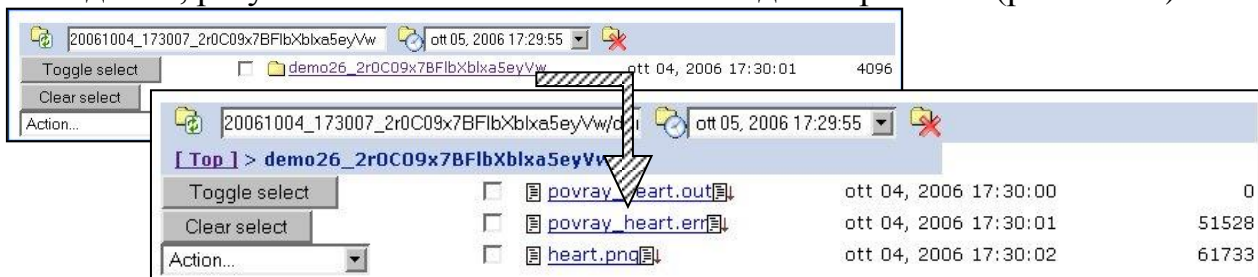 20061004_173007_2r0C09x7BFlbXblxa5eyVw ott 05, 2006 17:29:55
Toggle select demo26_2r0C09x7BFlbXblxa5eyVw ott 04, 2006 17:30:01 4096
Clear select
Action...
20061004_173007_2r0C09x7BFlbXblxa5eyVw/d ott 05, 2006 17:29:55
[ Top ] > demo26_2r0C09x7BFlbXblxa5eyVw
Toggle select povray_heart.out ott 04, 2006 17:30:00 0
Clear select povray_heart.err ott 04, 2006 17:30:01 51528
Action... heart.png ott 04, 2006 17:30:02 61733